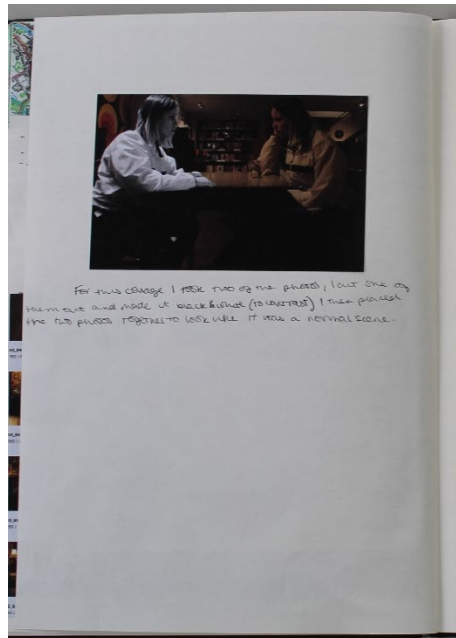 For this collage I took two of the photos, I cut one of
them out and made it black&white (to contrast) I then placed
the two photos together to look like it was a normal scene.